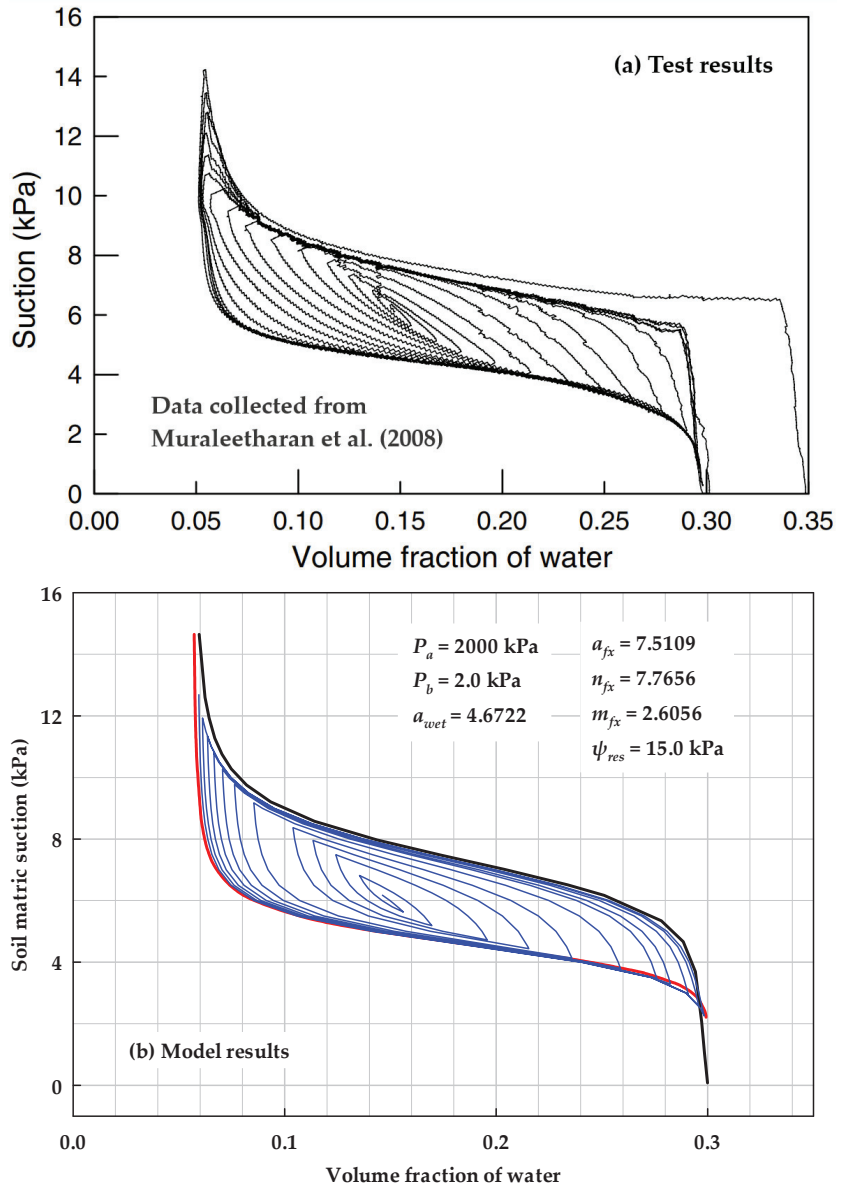 16
(a) Test results
14
12
10
8
6
4
2
0
Suction (kPa)
Data collected from
Muraleetharan et al. (2008)
0.00 0.05 0.10 0.15 0.20 0.25 0.30 0.35
Volume fraction of water
16
12
8
4
0
Soil matric suction (kPa)
P_a = 2000 kPa
P_b = 2.0 kPa
a_wet = 4.6722
a_fx = 7.5109
n_fx = 7.7656
m_fx = 2.6056
ψ_res = 15.0 kPa
(b) Model results
0.0 0.1 0.2 0.3
Volume fraction of water